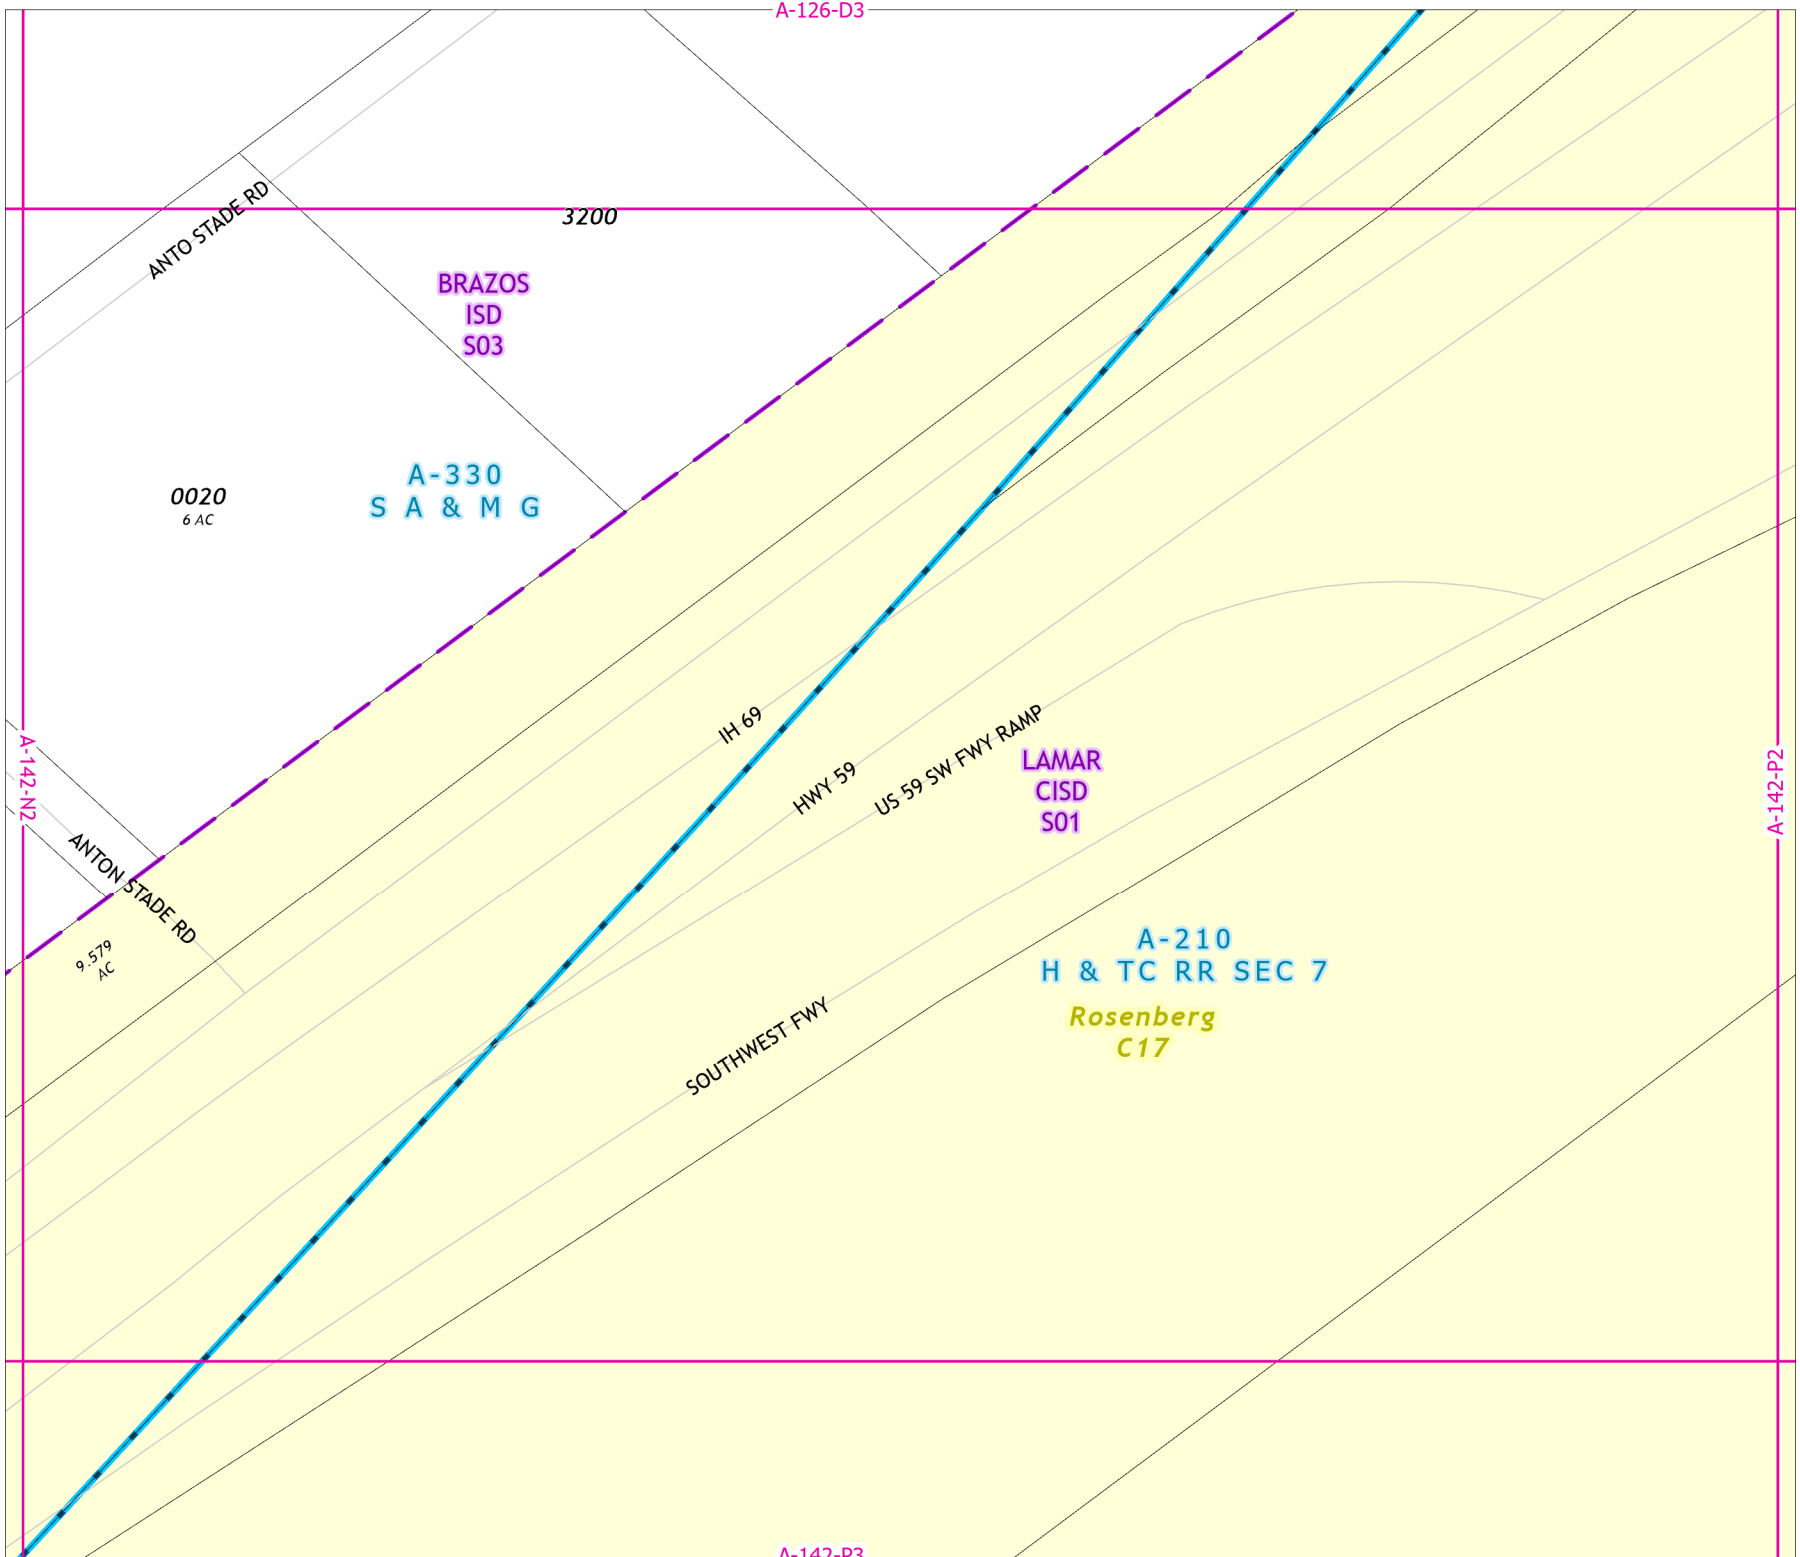 A-126-D3
ANTO STADE RD
3200
BRAZOS
ISD
S03
A-330
S A & M G
0020
6 AC
IH 69
HWY 59
US 59 SW FWY RAMP
LAMAR
CISD
S01
A-142-N2
A-142-P2
ANTON STADE RD
9.579
AC
A-210
H & TC RR SEC 7
Rosenberg
C17
SOUTHWEST FWY
A-142-P3